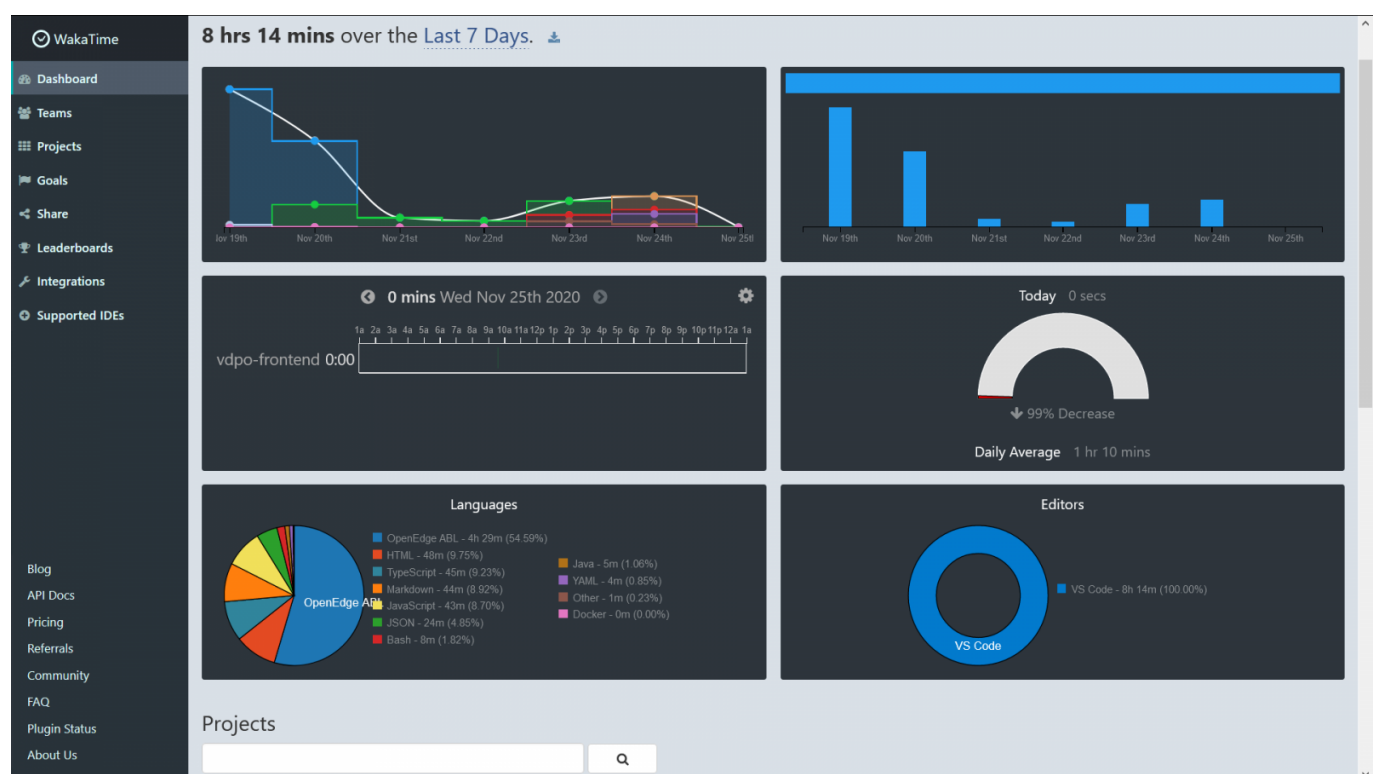 WakaTime
Dashboard
Teams
Projects
Goals
Share
Leaderboards
Integrations
Supported IDEs
Blog
API Docs
Pricing
Referrals
Community
FAQ
Plugin Status
About Us
8 hrs 14 mins over the Last 7 Days.
lov 19th Nov 20th Nov 21st Nov 22nd Nov 23rd Nov 24th Nov 25tl
Nov 19th Nov 20th Nov 21st Nov 22nd Nov 23rd Nov 24th Nov 25th
0 mins Wed Nov 25th 2020
1a 2a 3a 4a 5a 6a 7a 8a 9a 10a 11a 12p 1p 2p 3p 4p 5p 6p 7p 8p 9p 10p 11p 12a 1a
vdpo-frontend 0:00
Today 0 secs
99% Decrease
Daily Average 1 hr 10 mins
Languages
OpenEdge ABL
OpenEdge ABL - 4h 29m (54.59%)
HTML - 48m (9.75%)
TypeScript - 45m (9.23%)
Markdown - 44m (8.92%)
JavaScript - 43m (8.70%)
JSON - 24m (4.85%)
Bash - 8m (1.82%)
Java - 5m (1.06%)
YAML - 4m (0.85%)
Other - 1m (0.23%)
Docker - 0m (0.00%)
Editors
VS Code
VS Code - 8h 14m (100.00%)
Projects